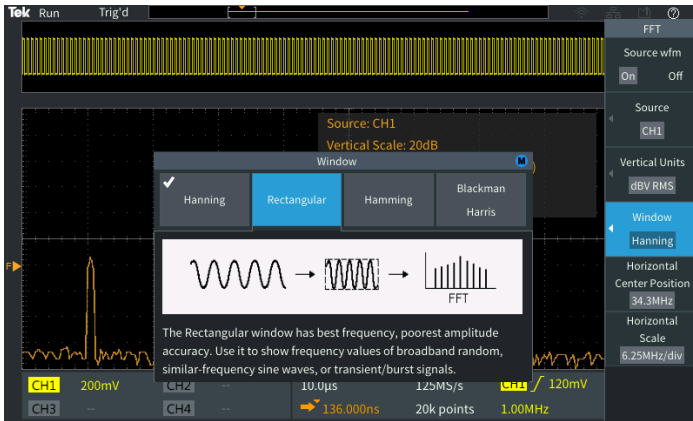 Tek Run Trig'd
FFT
Source wfm
On Off
Source
CH1
Vertical Units
dBV RMS
Window
Hanning
Horizontal
Center Position
34.3MHz
Horizontal
Scale
6.25MHz/div
Source: CH1
Vertical Scale: 20dB
)
Window M
Hanning
Rectangular
Hamming
Blackman
Harris
FFT
The Rectangular window has best frequency, poorest amplitude
accuracy. Use it to show frequency values of broadband random,
similar-frequency sine waves, or transient/burst signals.
F
CH1 200mV CH2 -- 10.0µs 125MS/s CH1 120mV
CH3 -- CH4 -- 136.000ns 20k points 1.00MHz